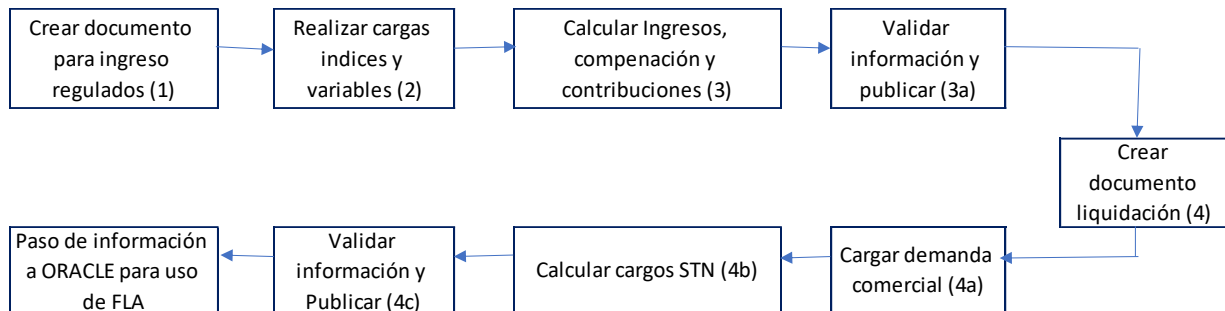 Crear documento
para ingreso
regulados (1)
Realizar cargas
indices y
variables (2)
Calcular Ingresos,
compenación y
contribuciones (3)
Validar
información y
publicar (3a)
Crear
documento
liquidación (4)
Cargar demanda
comercial (4a)
Calcular cargos STN (4b)
Validar
información y
Publicar (4c)
Paso de información
a ORACLE para uso
de FLA